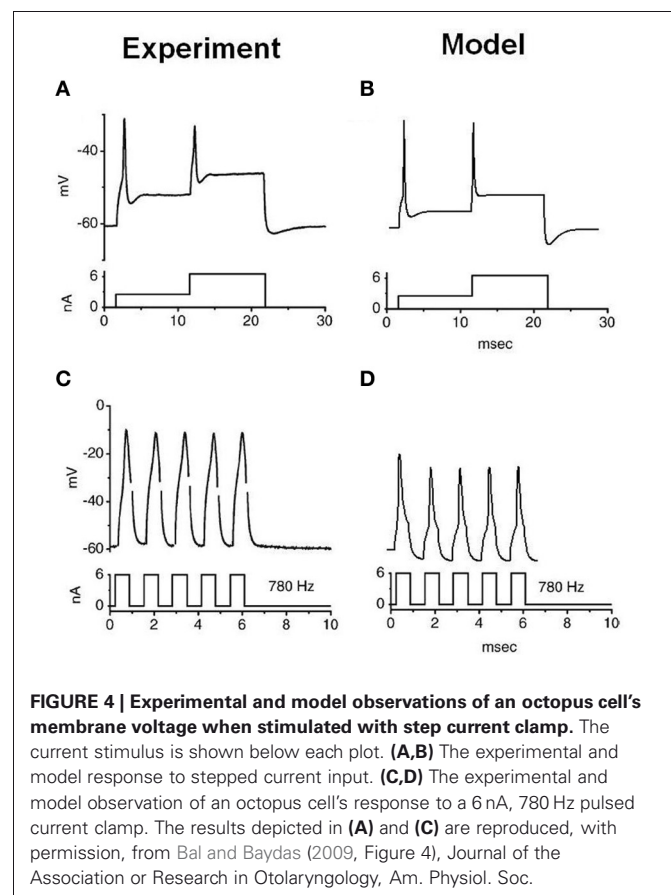 Experiment
Model
A
B
-40
mV
-60
6
nA
0
0
10
20
30
6
0
0
10
20
30
msec
C
D
0
-20
mV
-40
-60
6
nA
0
780 Hz
0
2
4
6
8
10
6
nA
0
780 Hz
0
2
4
6
8
10
msec
FIGURE 4 | Experimental and model observations of an octopus cell's
membrane voltage when stimulated with step current clamp. The
current stimulus is shown below each plot. (A,B) The experimental and
model response to stepped current input. (C,D) The experimental and
model observation of an octopus cell's response to a 6 nA, 780 Hz pulsed
current clamp. The results depicted in (A) and (C) are reproduced, with
permission, from Bal and Baydas (2009, Figure 4), Journal of the
Association or Research in Otolaryngology, Am. Physiol. Soc.